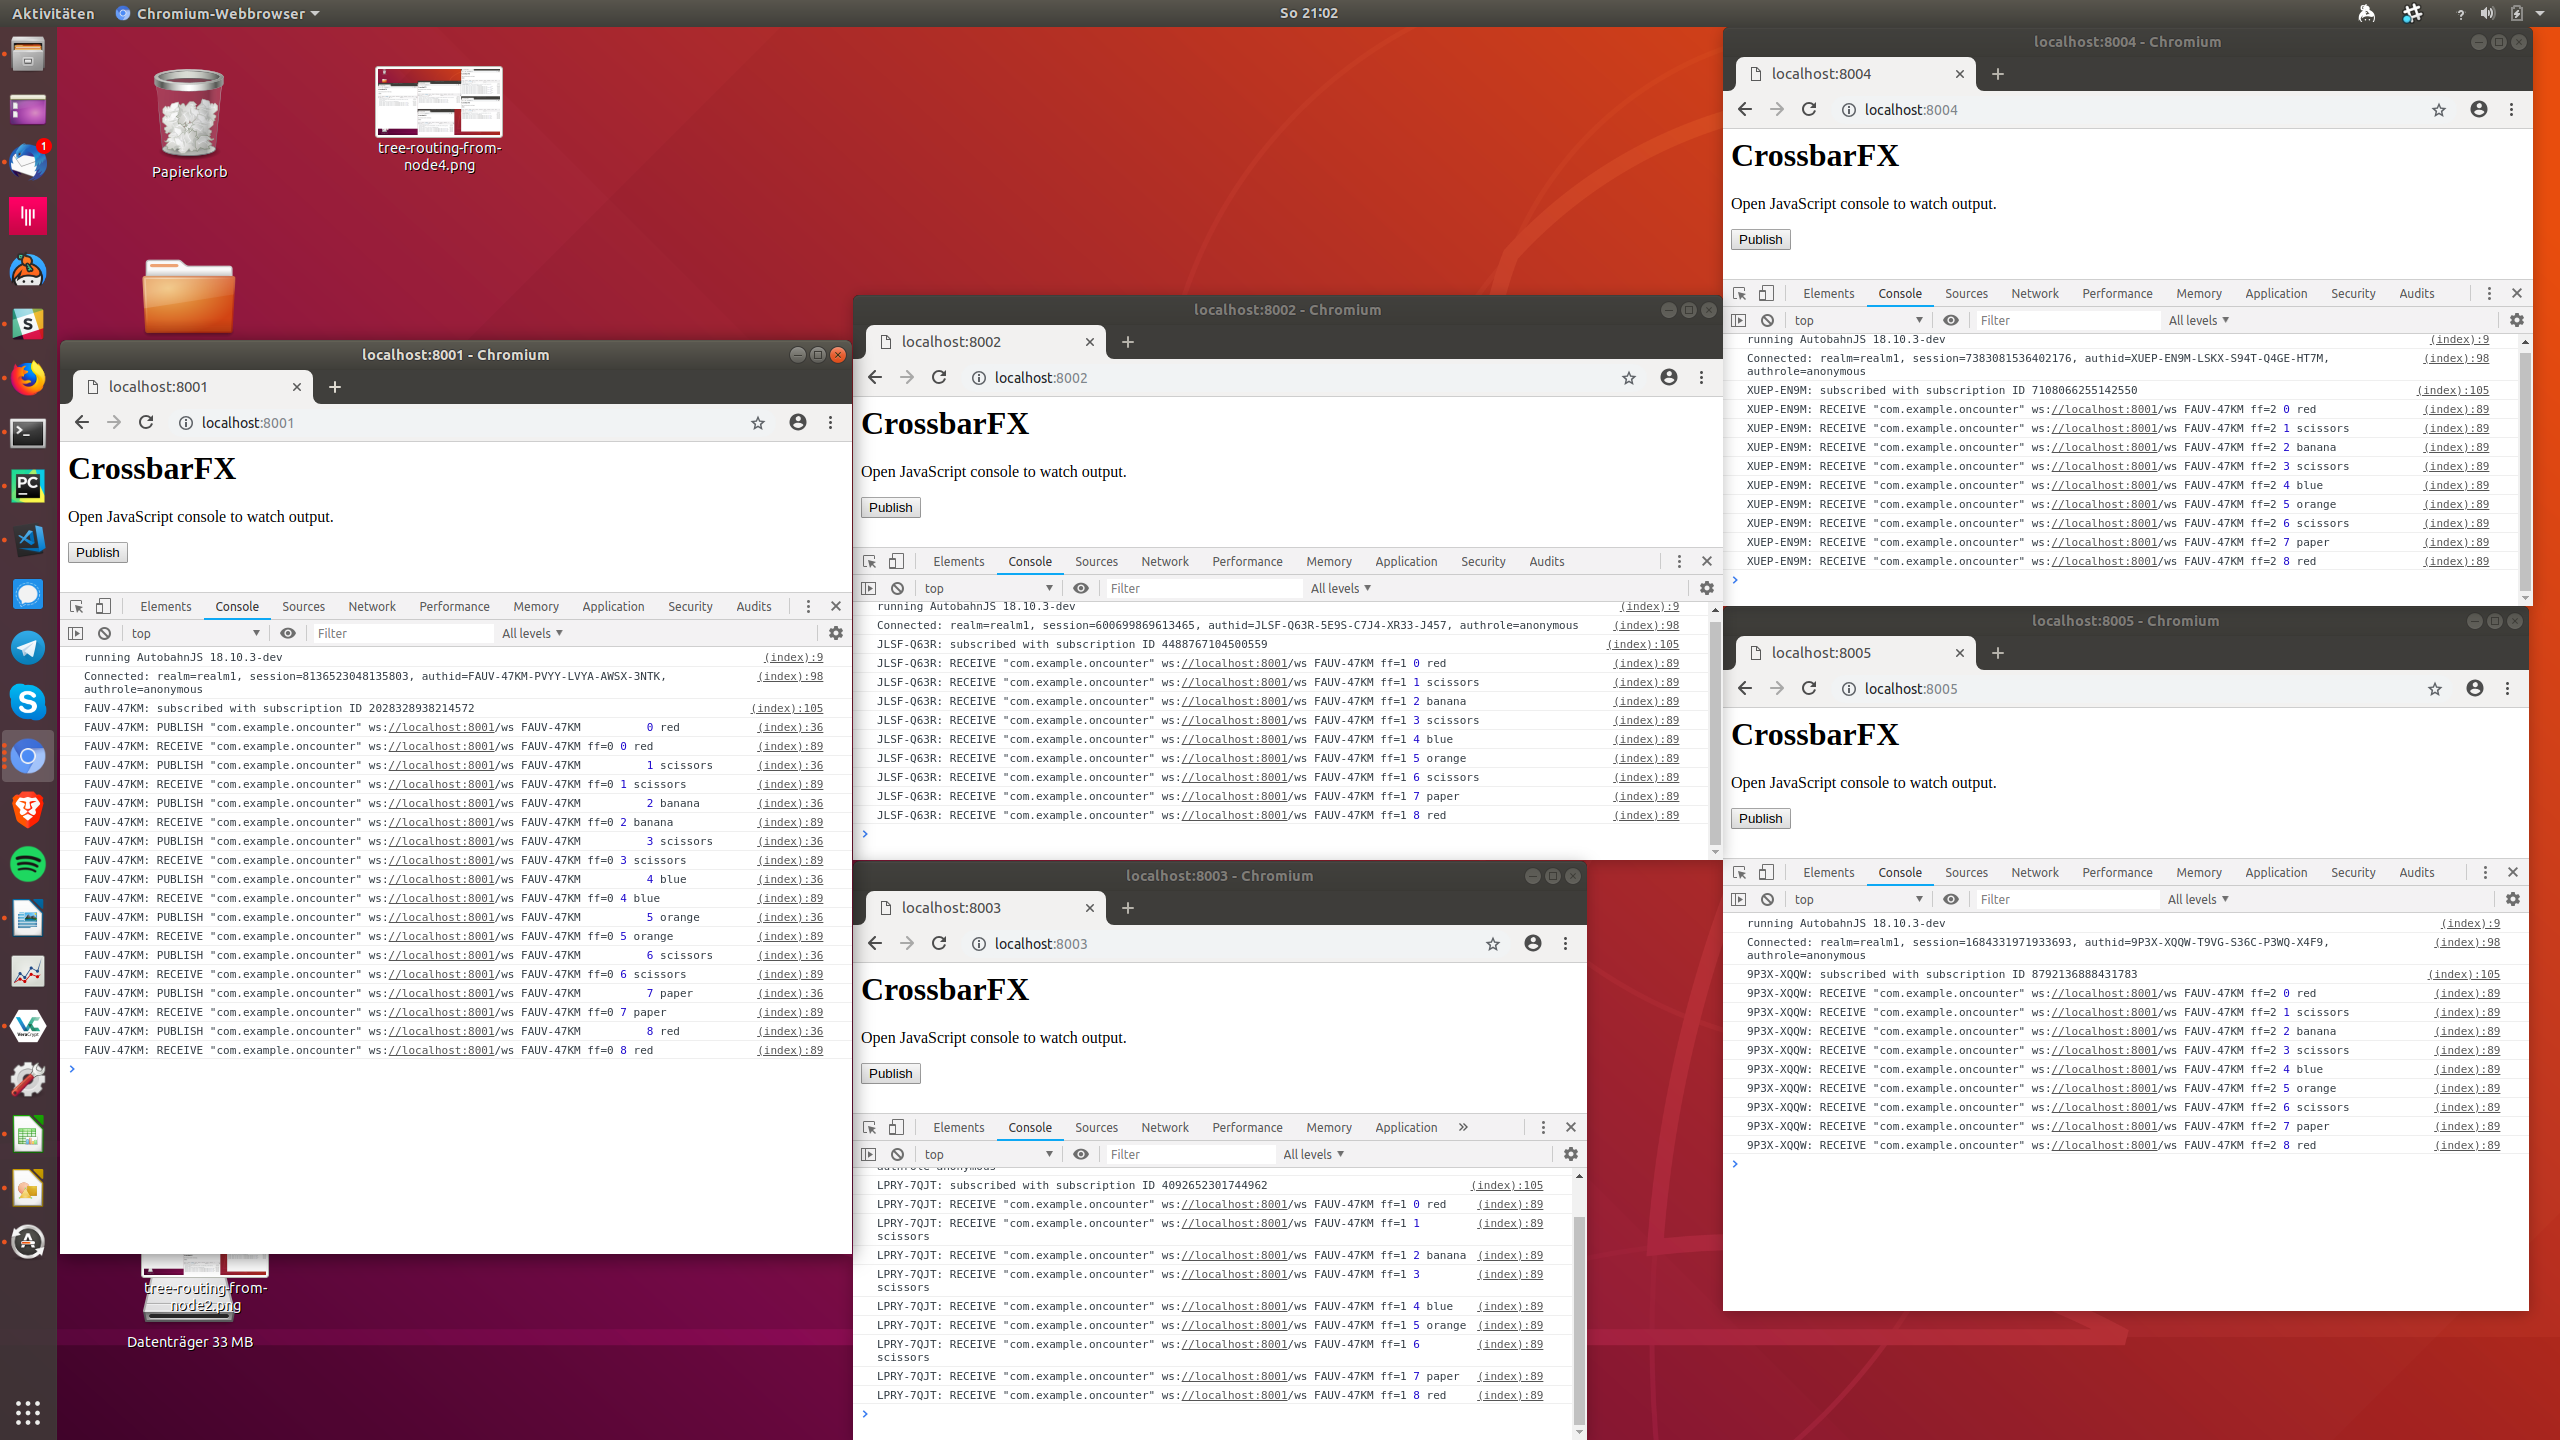 Aktivitäten
Chromium-Webbrowser
So 21:02
?
Papierkorb
tree-routing-from-
node4.png
1
localhost:8001 - Chromium
localhost:8001
localhost:8001
CrossbarFX
Open JavaScript console to watch output.
Publish
Elements Console Sources Network Performance Memory Application Security Audits
top Filter All levels
running AutobahnJS 18.10.3-dev (index):9
Connected: realm=realm1, session=8136523048135803, authid=FAUV-47KM-PVYY-LVYA-AWSX-3NTK, (index):98
authrole=anonymous
FAUV-47KM: subscribed with subscription ID 2028328938214572 (index):105
FAUV-47KM: PUBLISH "com.example.oncounter" ws://localhost:8001/ws FAUV-47KM 0 red (index):36
FAUV-47KM: RECEIVE "com.example.oncounter" ws://localhost:8001/ws FAUV-47KM ff=0 0 red (index):89
FAUV-47KM: PUBLISH "com.example.oncounter" ws://localhost:8001/ws FAUV-47KM 1 scissors (index):36
FAUV-47KM: RECEIVE "com.example.oncounter" ws://localhost:8001/ws FAUV-47KM ff=0 1 scissors (index):89
FAUV-47KM: PUBLISH "com.example.oncounter" ws://localhost:8001/ws FAUV-47KM 2 banana (index):36
FAUV-47KM: RECEIVE "com.example.oncounter" ws://localhost:8001/ws FAUV-47KM ff=0 2 banana (index):89
FAUV-47KM: PUBLISH "com.example.oncounter" ws://localhost:8001/ws FAUV-47KM 3 scissors (index):36
FAUV-47KM: RECEIVE "com.example.oncounter" ws://localhost:8001/ws FAUV-47KM ff=0 3 scissors (index):89
FAUV-47KM: PUBLISH "com.example.oncounter" ws://localhost:8001/ws FAUV-47KM 4 blue (index):36
FAUV-47KM: RECEIVE "com.example.oncounter" ws://localhost:8001/ws FAUV-47KM ff=0 4 blue (index):89
FAUV-47KM: PUBLISH "com.example.oncounter" ws://localhost:8001/ws FAUV-47KM 5 orange (index):36
FAUV-47KM: RECEIVE "com.example.oncounter" ws://localhost:8001/ws FAUV-47KM ff=0 5 orange (index):89
FAUV-47KM: PUBLISH "com.example.oncounter" ws://localhost:8001/ws FAUV-47KM 6 scissors (index):36
FAUV-47KM: RECEIVE "com.example.oncounter" ws://localhost:8001/ws FAUV-47KM ff=0 6 scissors (index):89
FAUV-47KM: PUBLISH "com.example.oncounter" ws://localhost:8001/ws FAUV-47KM 7 paper (index):36
FAUV-47KM: RECEIVE "com.example.oncounter" ws://localhost:8001/ws FAUV-47KM ff=0 7 paper (index):89
FAUV-47KM: PUBLISH "com.example.oncounter" ws://localhost:8001/ws FAUV-47KM 8 red (index):36
FAUV-47KM: RECEIVE "com.example.oncounter" ws://localhost:8001/ws FAUV-47KM ff=0 8 red (index):89
tree-routing-from-
node2.png
Datenträger 33 MB
localhost:8002 - Chromium
localhost:8002
localhost:8002
CrossbarFX
Open JavaScript console to watch output.
Publish
Elements Console Sources Network Performance Memory Application Security Audits
top Filter All levels
running AutobahnJS 18.10.3-dev (index):9
Connected: realm=realm1, session=600699869613465, authid=JLSF-Q63R-5E9S-C7J4-XR33-J457, authrole=anonymous (index):98
JLSF-Q63R: subscribed with subscription ID 4488767104500559 (index):105
JLSF-Q63R: RECEIVE "com.example.oncounter" ws://localhost:8001/ws FAUV-47KM ff=1 0 red (index):89
JLSF-Q63R: RECEIVE "com.example.oncounter" ws://localhost:8001/ws FAUV-47KM ff=1 1 scissors (index):89
JLSF-Q63R: RECEIVE "com.example.oncounter" ws://localhost:8001/ws FAUV-47KM ff=1 2 banana (index):89
JLSF-Q63R: RECEIVE "com.example.oncounter" ws://localhost:8001/ws FAUV-47KM ff=1 3 scissors (index):89
JLSF-Q63R: RECEIVE "com.example.oncounter" ws://localhost:8001/ws FAUV-47KM ff=1 4 blue (index):89
JLSF-Q63R: RECEIVE "com.example.oncounter" ws://localhost:8001/ws FAUV-47KM ff=1 5 orange (index):89
JLSF-Q63R: RECEIVE "com.example.oncounter" ws://localhost:8001/ws FAUV-47KM ff=1 6 scissors (index):89
JLSF-Q63R: RECEIVE "com.example.oncounter" ws://localhost:8001/ws FAUV-47KM ff=1 7 paper (index):89
JLSF-Q63R: RECEIVE "com.example.oncounter" ws://localhost:8001/ws FAUV-47KM ff=1 8 red (index):89
localhost:8003 - Chromium
localhost:8003
localhost:8003
CrossbarFX
Open JavaScript console to watch output.
Publish
Elements Console Sources Network Performance Memory Application »
top Filter All levels
LPRY-7QJT: subscribed with subscription ID 4092652301744962 (index):105
LPRY-7QJT: RECEIVE "com.example.oncounter" ws://localhost:8001/ws FAUV-47KM ff=1 0 red (index):89
LPRY-7QJT: RECEIVE "com.example.oncounter" ws://localhost:8001/ws FAUV-47KM ff=1 1 (index):89
scissors
LPRY-7QJT: RECEIVE "com.example.oncounter" ws://localhost:8001/ws FAUV-47KM ff=1 2 banana (index):89
LPRY-7QJT: RECEIVE "com.example.oncounter" ws://localhost:8001/ws FAUV-47KM ff=1 3 (index):89
scissors
LPRY-7QJT: RECEIVE "com.example.oncounter" ws://localhost:8001/ws FAUV-47KM ff=1 4 blue (index):89
LPRY-7QJT: RECEIVE "com.example.oncounter" ws://localhost:8001/ws FAUV-47KM ff=1 5 orange (index):89
LPRY-7QJT: RECEIVE "com.example.oncounter" ws://localhost:8001/ws FAUV-47KM ff=1 6 (index):89
scissors
LPRY-7QJT: RECEIVE "com.example.oncounter" ws://localhost:8001/ws FAUV-47KM ff=1 7 paper (index):89
LPRY-7QJT: RECEIVE "com.example.oncounter" ws://localhost:8001/ws FAUV-47KM ff=1 8 red (index):89
localhost:8004 - Chromium
localhost:8004
localhost:8004
CrossbarFX
Open JavaScript console to watch output.
Publish
Elements Console Sources Network Performance Memory Application Security Audits
top Filter All levels
running AutobahnJS 18.10.3-dev (index):9
Connected: realm=realm1, session=7383081536402176, authid=XUEP-EN9M-LSKX-S94T-Q4GE-HT7M, (index):98
authrole=anonymous
XUEP-EN9M: subscribed with subscription ID 7108066255142550 (index):105
XUEP-EN9M: RECEIVE "com.example.oncounter" ws://localhost:8001/ws FAUV-47KM ff=2 0 red (index):89
XUEP-EN9M: RECEIVE "com.example.oncounter" ws://localhost:8001/ws FAUV-47KM ff=2 1 scissors (index):89
XUEP-EN9M: RECEIVE "com.example.oncounter" ws://localhost:8001/ws FAUV-47KM ff=2 2 banana (index):89
XUEP-EN9M: RECEIVE "com.example.oncounter" ws://localhost:8001/ws FAUV-47KM ff=2 3 scissors (index):89
XUEP-EN9M: RECEIVE "com.example.oncounter" ws://localhost:8001/ws FAUV-47KM ff=2 4 blue (index):89
XUEP-EN9M: RECEIVE "com.example.oncounter" ws://localhost:8001/ws FAUV-47KM ff=2 5 orange (index):89
XUEP-EN9M: RECEIVE "com.example.oncounter" ws://localhost:8001/ws FAUV-47KM ff=2 6 scissors (index):89
XUEP-EN9M: RECEIVE "com.example.oncounter" ws://localhost:8001/ws FAUV-47KM ff=2 7 paper (index):89
XUEP-EN9M: RECEIVE "com.example.oncounter" ws://localhost:8001/ws FAUV-47KM ff=2 8 red (index):89
localhost:8005 - Chromium
localhost:8005
localhost:8005
CrossbarFX
Open JavaScript console to watch output.
Publish
Elements Console Sources Network Performance Memory Application Security Audits
top Filter All levels
running AutobahnJS 18.10.3-dev (index):9
Connected: realm=realm1, session=1684331971933693, authid=9P3X-XQQW-T9VG-S36C-P3WQ-X4F9, (index):98
authrole=anonymous
9P3X-XQQW: subscribed with subscription ID 8792136888431783 (index):105
9P3X-XQQW: RECEIVE "com.example.oncounter" ws://localhost:8001/ws FAUV-47KM ff=2 0 red (index):89
9P3X-XQQW: RECEIVE "com.example.oncounter" ws://localhost:8001/ws FAUV-47KM ff=2 1 scissors (index):89
9P3X-XQQW: RECEIVE "com.example.oncounter" ws://localhost:8001/ws FAUV-47KM ff=2 2 banana (index):89
9P3X-XQQW: RECEIVE "com.example.oncounter" ws://localhost:8001/ws FAUV-47KM ff=2 3 scissors (index):89
9P3X-XQQW: RECEIVE "com.example.oncounter" ws://localhost:8001/ws FAUV-47KM ff=2 4 blue (index):89
9P3X-XQQW: RECEIVE "com.example.oncounter" ws://localhost:8001/ws FAUV-47KM ff=2 5 orange (index):89
9P3X-XQQW: RECEIVE "com.example.oncounter" ws://localhost:8001/ws FAUV-47KM ff=2 6 scissors (index):89
9P3X-XQQW: RECEIVE "com.example.oncounter" ws://localhost:8001/ws FAUV-47KM ff=2 7 paper (index):89
9P3X-XQQW: RECEIVE "com.example.oncounter" ws://localhost:8001/ws FAUV-47KM ff=2 8 red (index):89